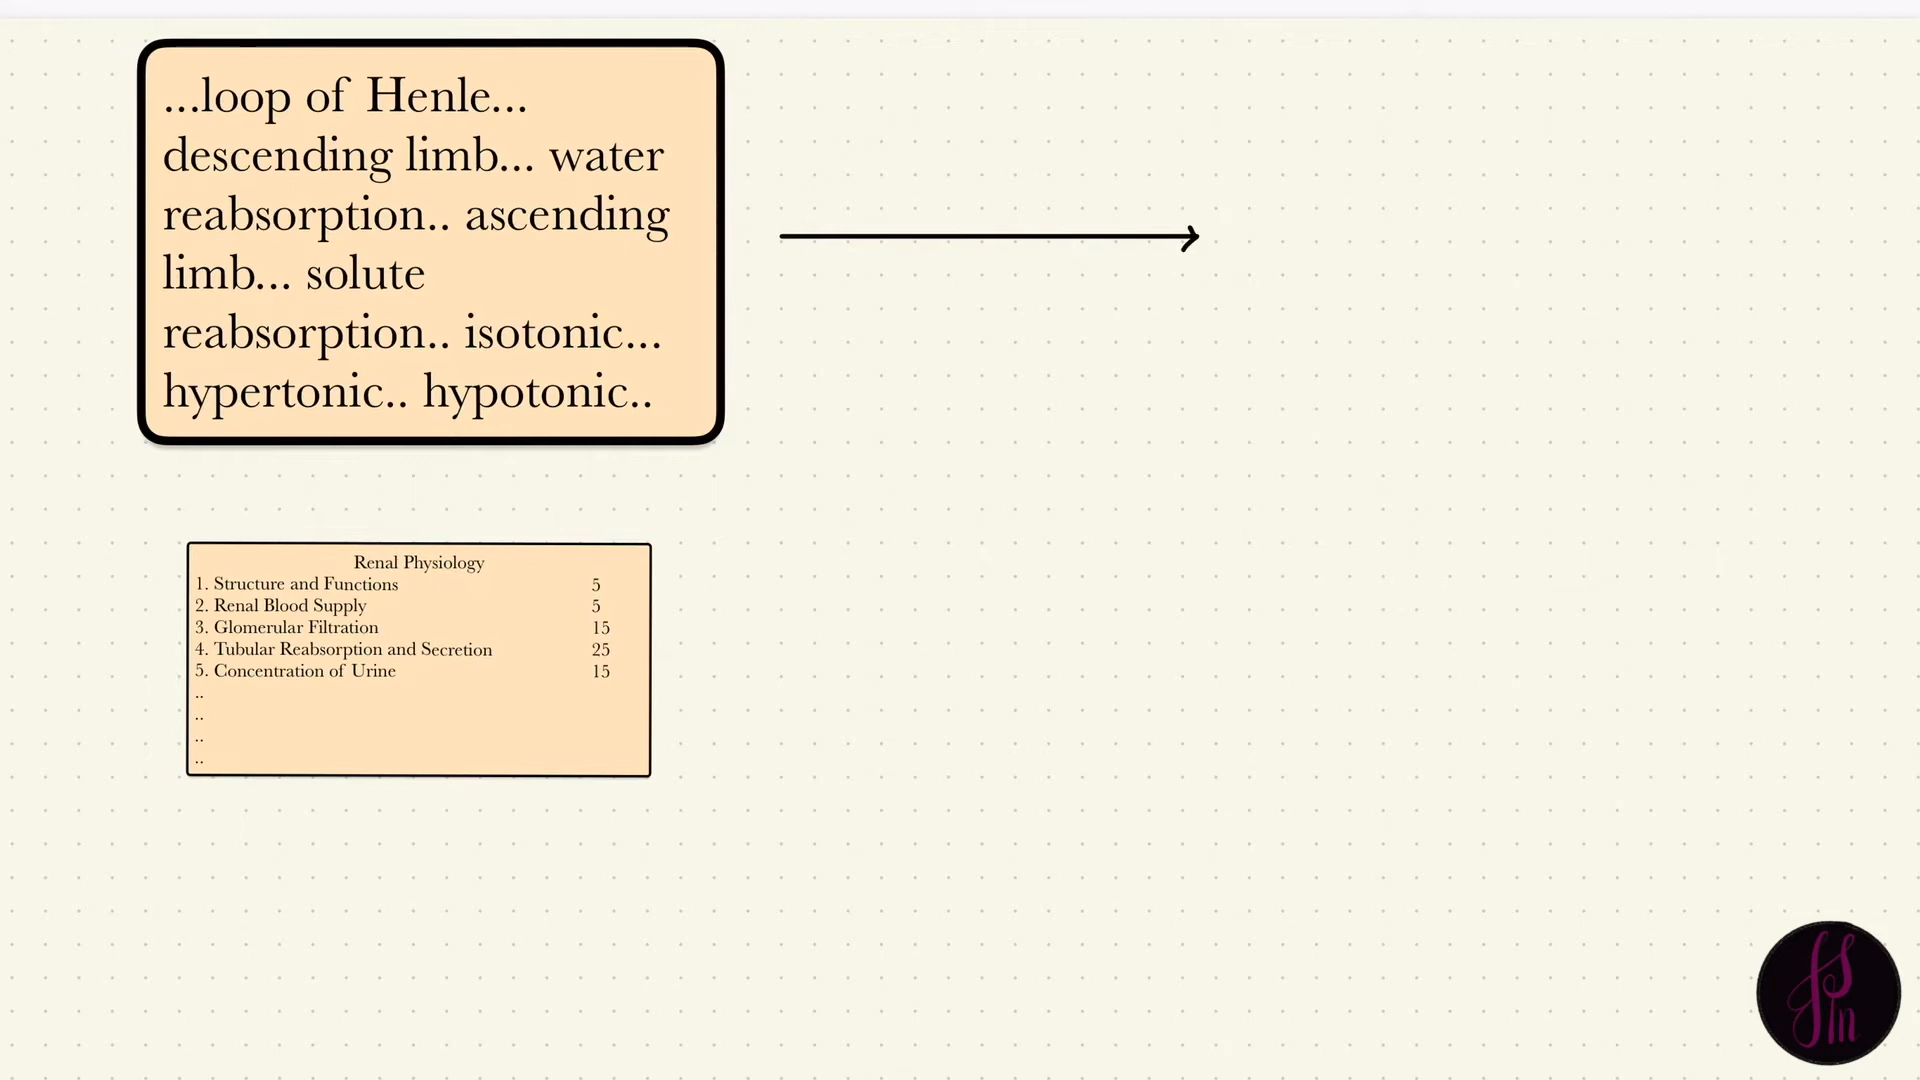 ...loop of Henle...
descending limb... water
reabsorption.. ascending
limb... solute
reabsorption.. isotonic...
hypertonic.. hypotonic..
Renal Physiology
1. Structure and Functions 5
2. Renal Blood Supply 5
3. Glomerular Filtration 15
4. Tubular Reabsorption and Secretion 25
5. Concentration of Urine 15
..
..
..
..